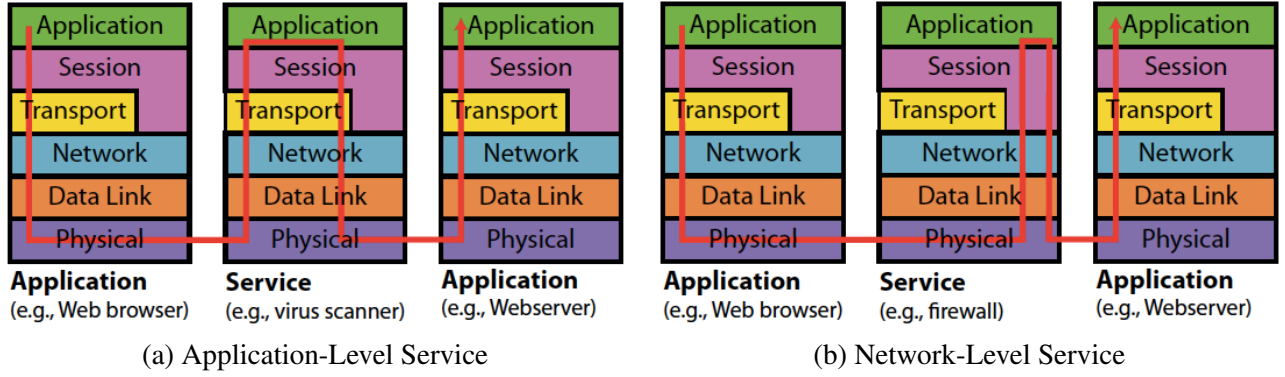 Application
Session
Transport
Network
Data Link
Physical
Application
(e.g., Web browser)
Application
Session
Transport
Network
Data Link
Physical
Service
(e.g., virus scanner)
Application
Session
Transport
Network
Data Link
Physical
Application
(e.g., Webserver)
(a) Application-Level Service
Application
Session
Transport
Network
Data Link
Physical
Application
(e.g., Web browser)
Application
Session
Transport
Network
Data Link
Physical
Service
(e.g., firewall)
Application
Session
Transport
Network
Data Link
Physical
Application
(e.g., Webserver)
(b) Network-Level Service